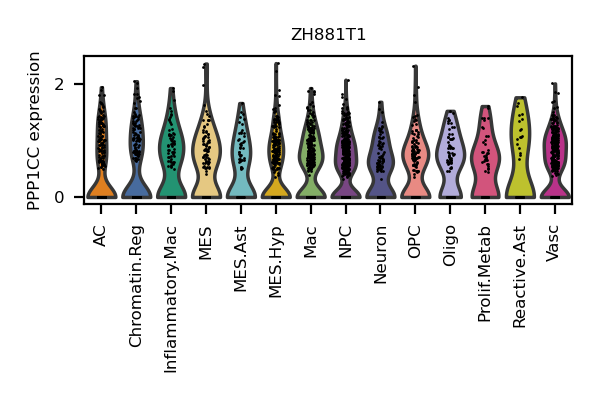 ZH881T1
PPP1CC expression
2
0
AC
Chromatin.Reg
Inflammatory.Mac
MES
MES.Ast
MES.Hyp
Mac
NPC
Neuron
OPC
Oligo
Prolif.Metab
Reactive.Ast
Vasc